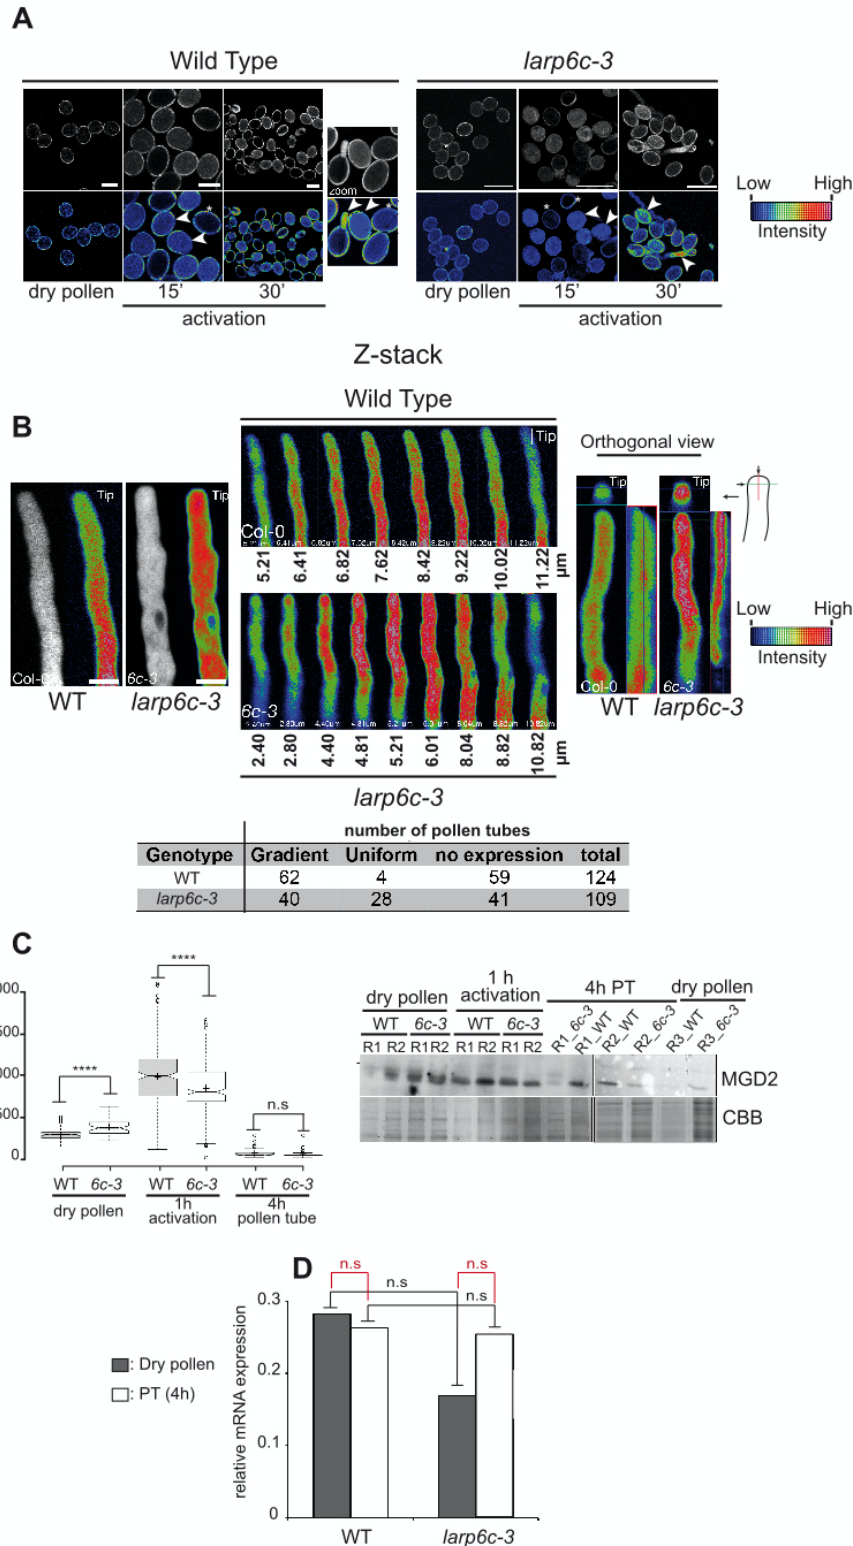 A
Wild Type
larp6c-3
zoom
*
*
*
*
Low High
Intensity
dry pollen 15’ 30’
activation
dry pollen 15’ 30’
activation
Z-stack
B
Wild Type
Tip
Col-0
5.21 6.41 6.82 7.62 8.42 9.22 10.02 11.22 µm
Tip
Col-0
WT
Tip
6c-3
larp6c-3
6c-3
2.40 2.80 4.40 4.81 5.21 6.01 8.04 8.82 10.82 µm
larp6c-3
Orthogonal view
Tip
Tip
Col-0
6c-3
WT larp6c-3
Low High
Intensity
number of pollen tubes
Genotype Gradient Uniform no expression total
WT 62 4 59 124
larp6c-3 40 28 41 109
C
****
****
n.s
0
WT 6c-3 WT 6c-3 WT 6c-3
dry pollen 1h activation 4h pollen tube
dry pollen 1 h activation 4h PT dry pollen
WT 6c-3 WT 6c-3
R1 R2 R1 R2 R1 R2 R1 R2 R1_6c-3 R1_WT R2_WT R2_6c-3 R3_WT R3_6c-3
MGD2
CBB
D
n.s n.s
n.s
n.s
relative mRNA expression
0.3
0.2
0.1
0
: Dry pollen
: PT (4h)
WT larp6c-3